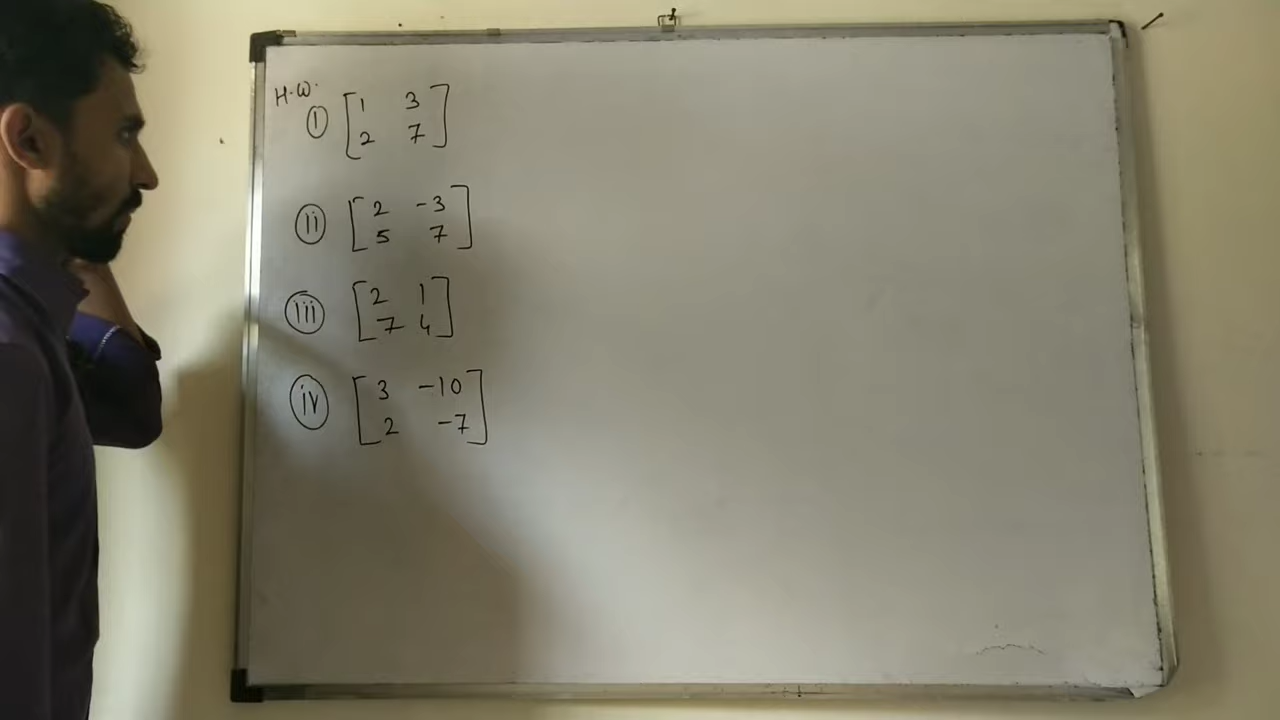 H.W.
(i) [1 3
2 7]
(ii) [2 -3
5 7]
(iii) [2 1
7 4]
(iv) [3 -10
2 -7]